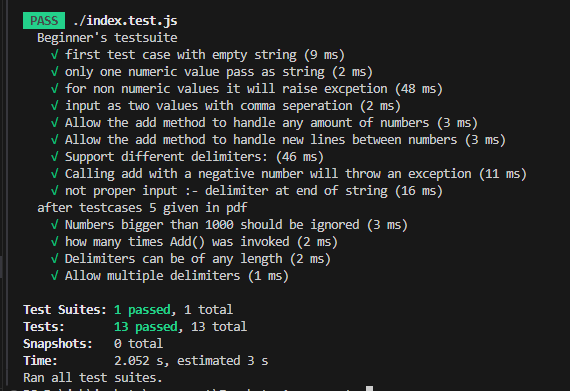 PASS ./index.test.js
Beginner's testsuite
√ first test case with empty string (9 ms)
√ only one numeric value pass as string (2 ms)
√ for non numeric values it will raise excpetion (48 ms)
√ input as two values with comma seperation (2 ms)
√ Allow the add method to handle any amount of numbers (3 ms)
√ Allow the add method to handle new lines between numbers (3 ms)
√ Support different delimiters: (46 ms)
√ Calling add with a negative number will throw an exception (11 ms)
√ not proper input :- delimiter at end of string (16 ms)
after testcases 5 given in pdf
√ Numbers bigger than 1000 should be ignored (3 ms)
√ how many times Add() was invoked (2 ms)
√ Delimiters can be of any length (2 ms)
√ Allow multiple delimiters (1 ms)
Test Suites: 1 passed, 1 total
Tests: 13 passed, 13 total
Snapshots: 0 total
Time: 2.052 s, estimated 3 s
Ran all test suites.